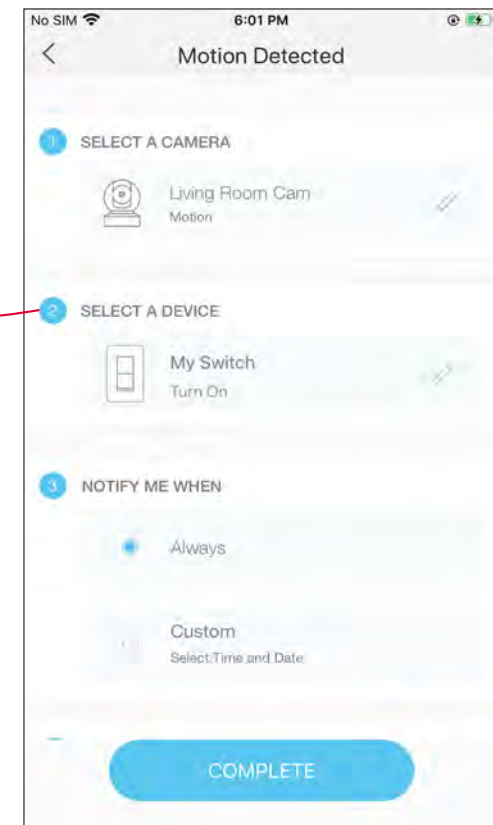 No SIM 6:01 PM
Motion Detected
1 SELECT A CAMERA
Living Room Cam
Motion
2 SELECT A DEVICE
My Switch
Turn On
3 NOTIFY ME WHEN
Always
Custom
Select Time and Date
COMPLETE